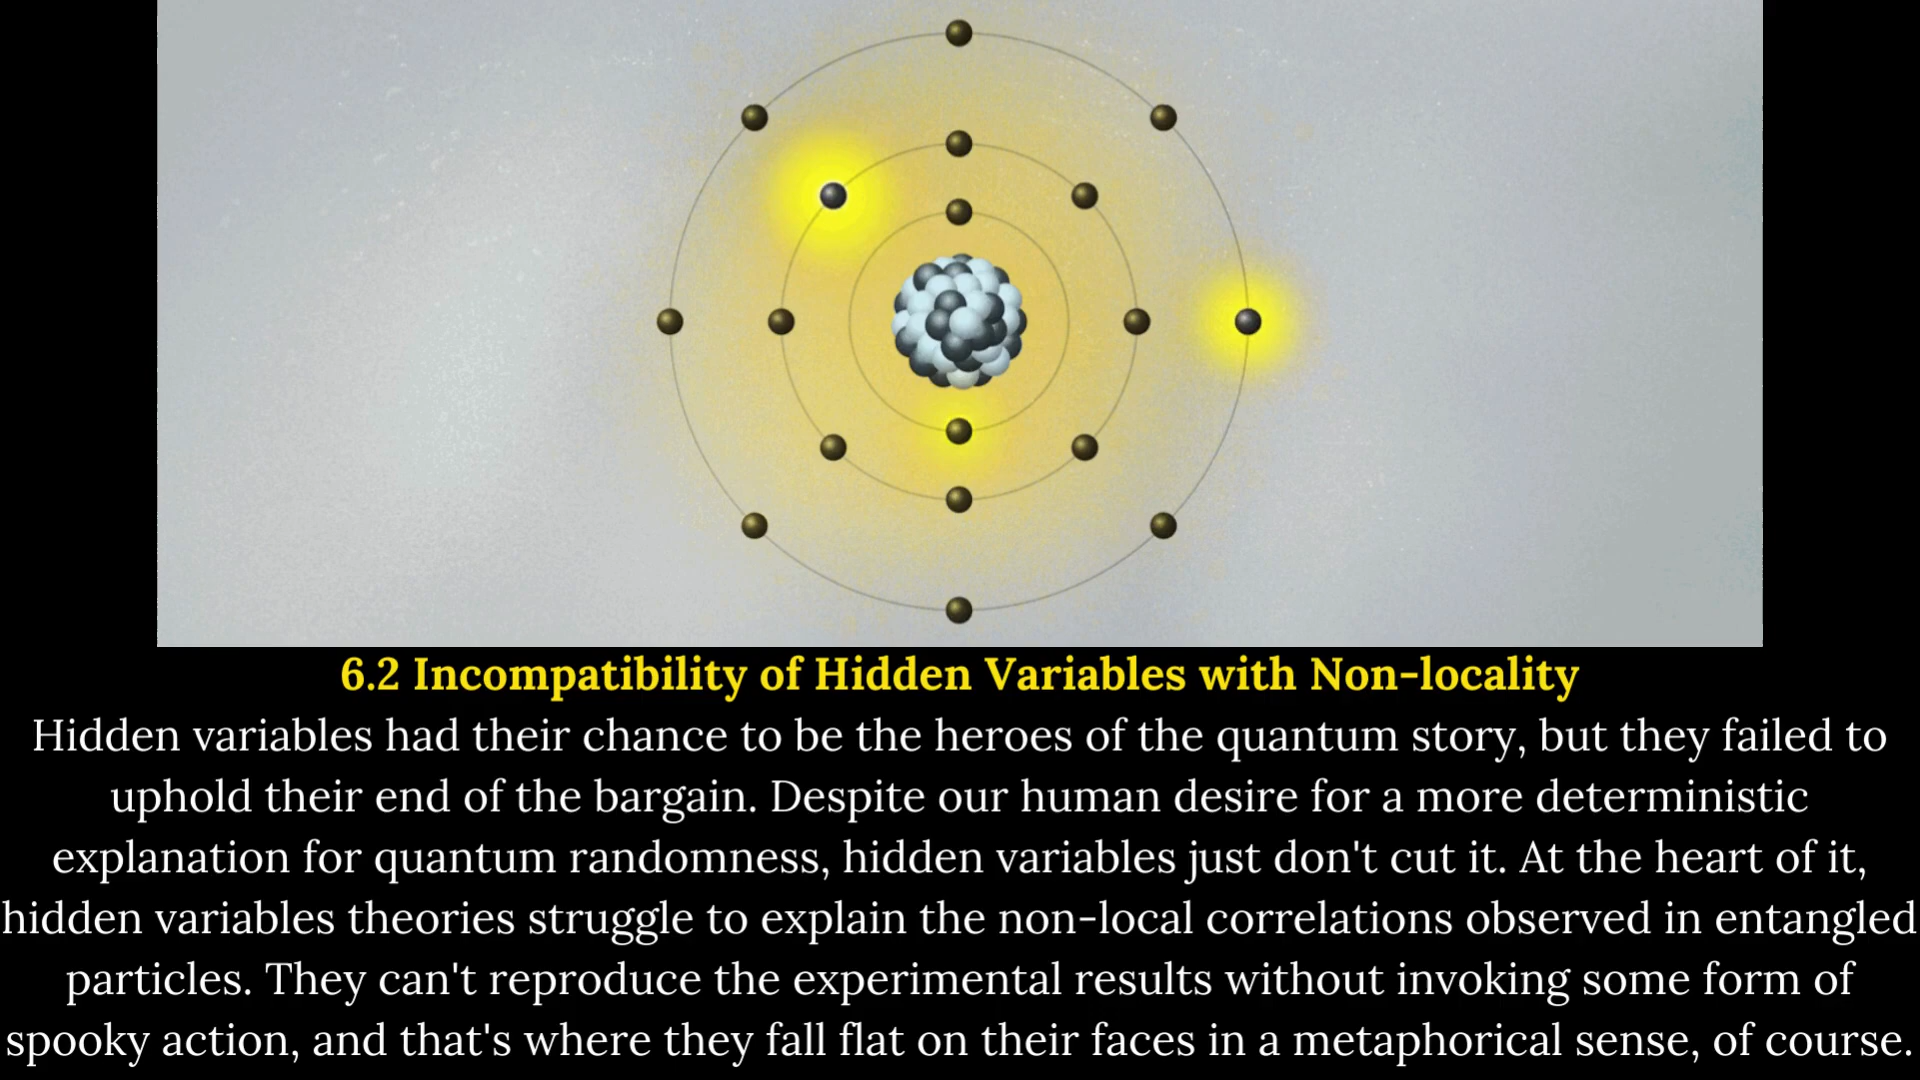 6.2 Incompatibility of Hidden Variables with Non-locality
Hidden variables had their chance to be the heroes of the quantum story, but they failed to
uphold their end of the bargain. Despite our human desire for a more deterministic
explanation for quantum randomness, hidden variables just don't cut it. At the heart of it,
hidden variables theories struggle to explain the non-local correlations observed in entangled
particles. They can't reproduce the experimental results without invoking some form of
spooky action, and that's where they fall flat on their faces in a metaphorical sense, of course.